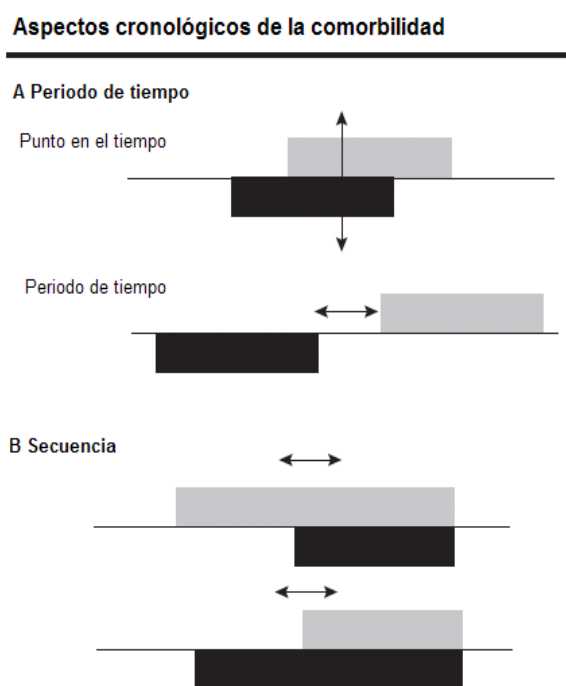 Aspectos cronológicos de la comorbilidad
A Periodo de tiempo
Punto en el tiempo
Periodo de tiempo
B Secuencia